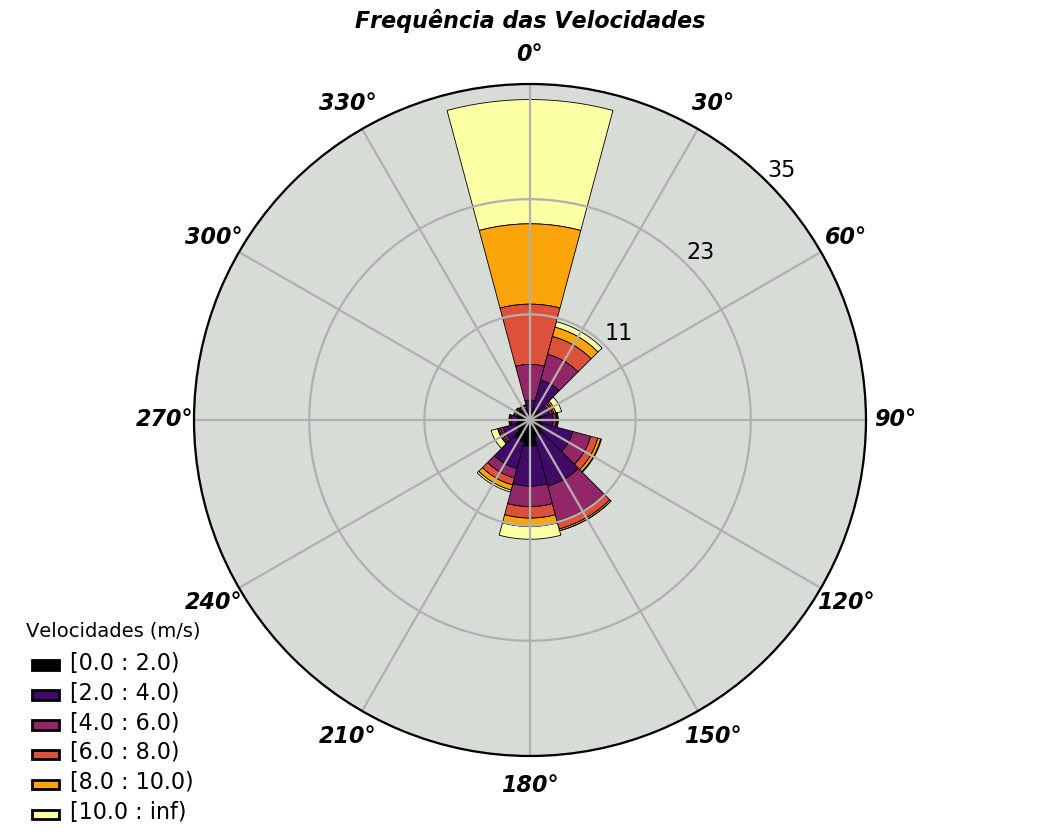 Frequência das Velocidades
0°
330°
30°
35
300°
60°
23
11
270°
90°
240°
120°
210°
150°
180°
Velocidades (m/s)
[0.0 : 2.0)
[2.0 : 4.0)
[4.0 : 6.0)
[6.0 : 8.0)
[8.0 : 10.0)
[10.0 : inf)